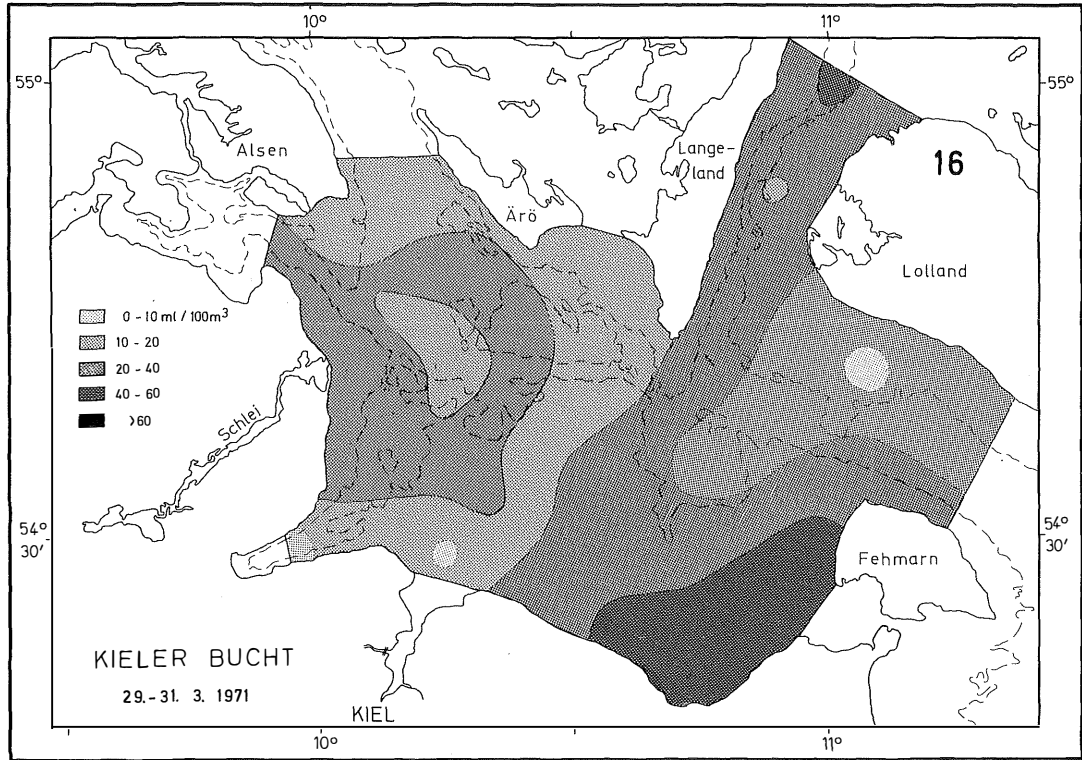 10° 11°
55° 55°
Alsen
Lange-
land
16
Ärö
Lolland
0 - 10 ml / 100m³
10 - 20
20 - 40
40 - 60
>60
Schlei
54° 54°
30' 30'
Fehmarn
KIELER BUCHT
29.-31. 3. 1971
KIEL
10° 11°